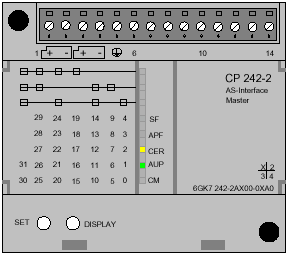 1 + - + - 6 10 14
CP 242-2
AS-Interface
Master
29 24 19 14 9 4 SF
28 23 18 13 8 3 APF
27 22 17 12 7 2 CER
31 26 21 16 11 6 1 AUP
30 25 20 15 10 5 0 CM
X 2
3 4
6GK7 242-2AX00-0XA0
SET DISPLAY